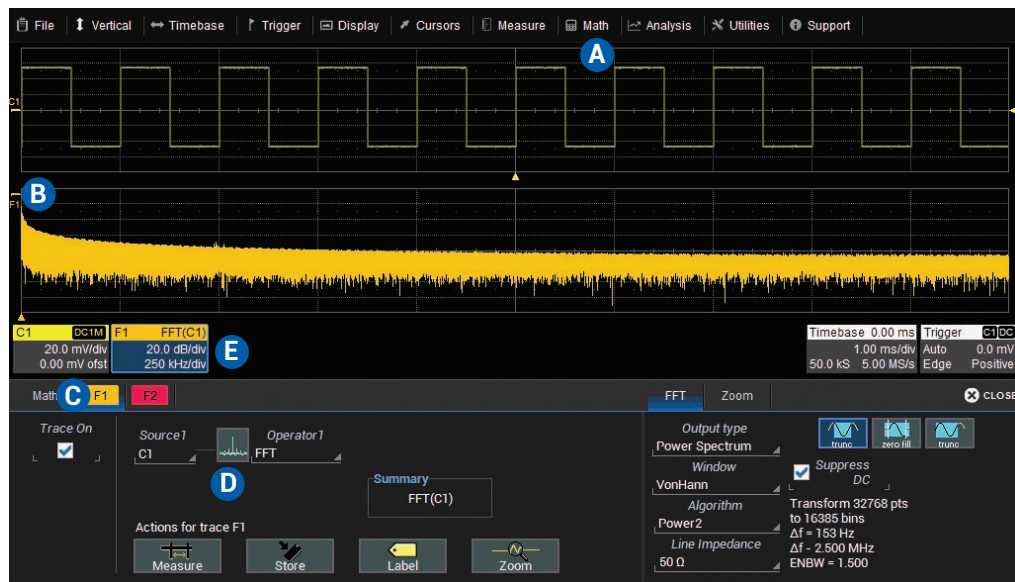 File Vertical Timebase Trigger Display Cursors Measure Math Analysis Utilities Support
A
C1
B
F1
C1 DC1M F1 FFT(C1) E Timebase 0.00 ms Trigger C1 DC
20.0 mV/div 20.0 dB/div 1.00 ms/div Auto 0.0 mV
0.00 mV ofst 250 kHz/div 50.0 kS 5.00 MS/s Edge Positive
Math C F1 F2 FFT Zoom CLOSE
Trace On Source1 Operator1 Output type trunc zero fill trunc
C1 FFT Power Spectrum
D Window Suppress DC
Summary VonHann
FFT(C1) Algorithm Transform 32768 pts
Power2 to 16385 bins
Actions for trace F1 Line Impedance Δf = 153 Hz
50 Ω Δf - 2.500 MHz
Measure Store Label Zoom ENBW = 1.500